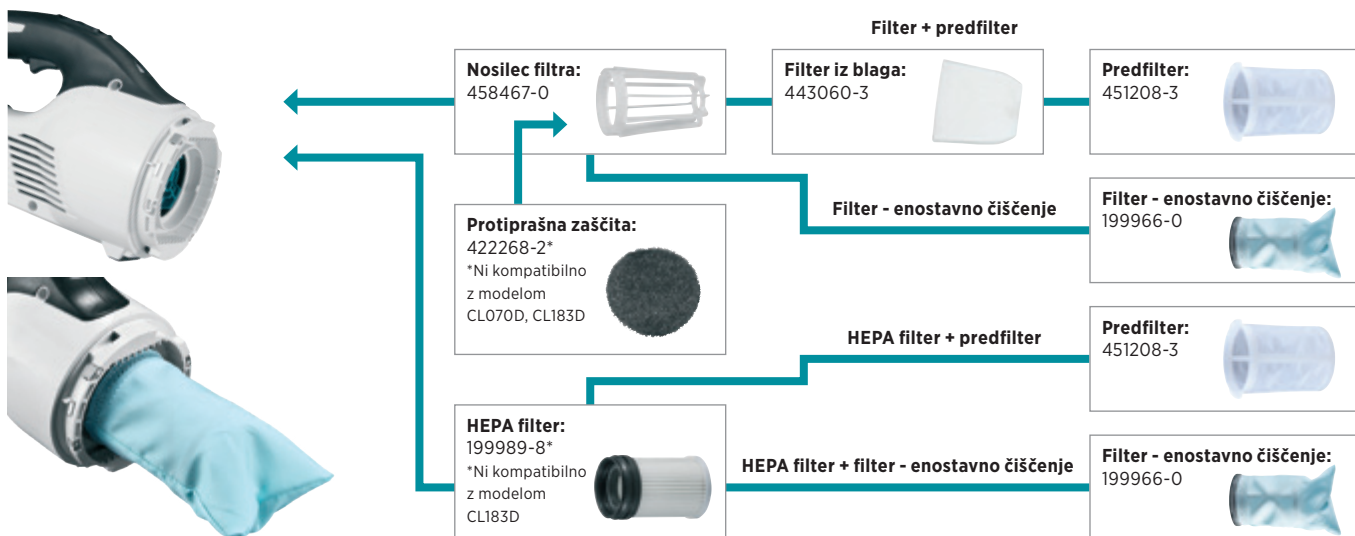 Filter + predfilter
Nosilec filtra:
458467-0
Filter iz blaga:
443060-3
Predfilter:
451208-3
Filter - enostavno čiščenje
Filter - enostavno čiščenje:
199966-0
Protiprašna zaščita:
422268-2*
*Ni kompatibilno
z modelom
CL070D, CL183D
HEPA filter + predfilter
Predfilter:
451208-3
HEPA filter:
199989-8*
*Ni kompatibilno
z modelom
CL183D
HEPA filter + filter - enostavno čiščenje
Filter - enostavno čiščenje:
199966-0